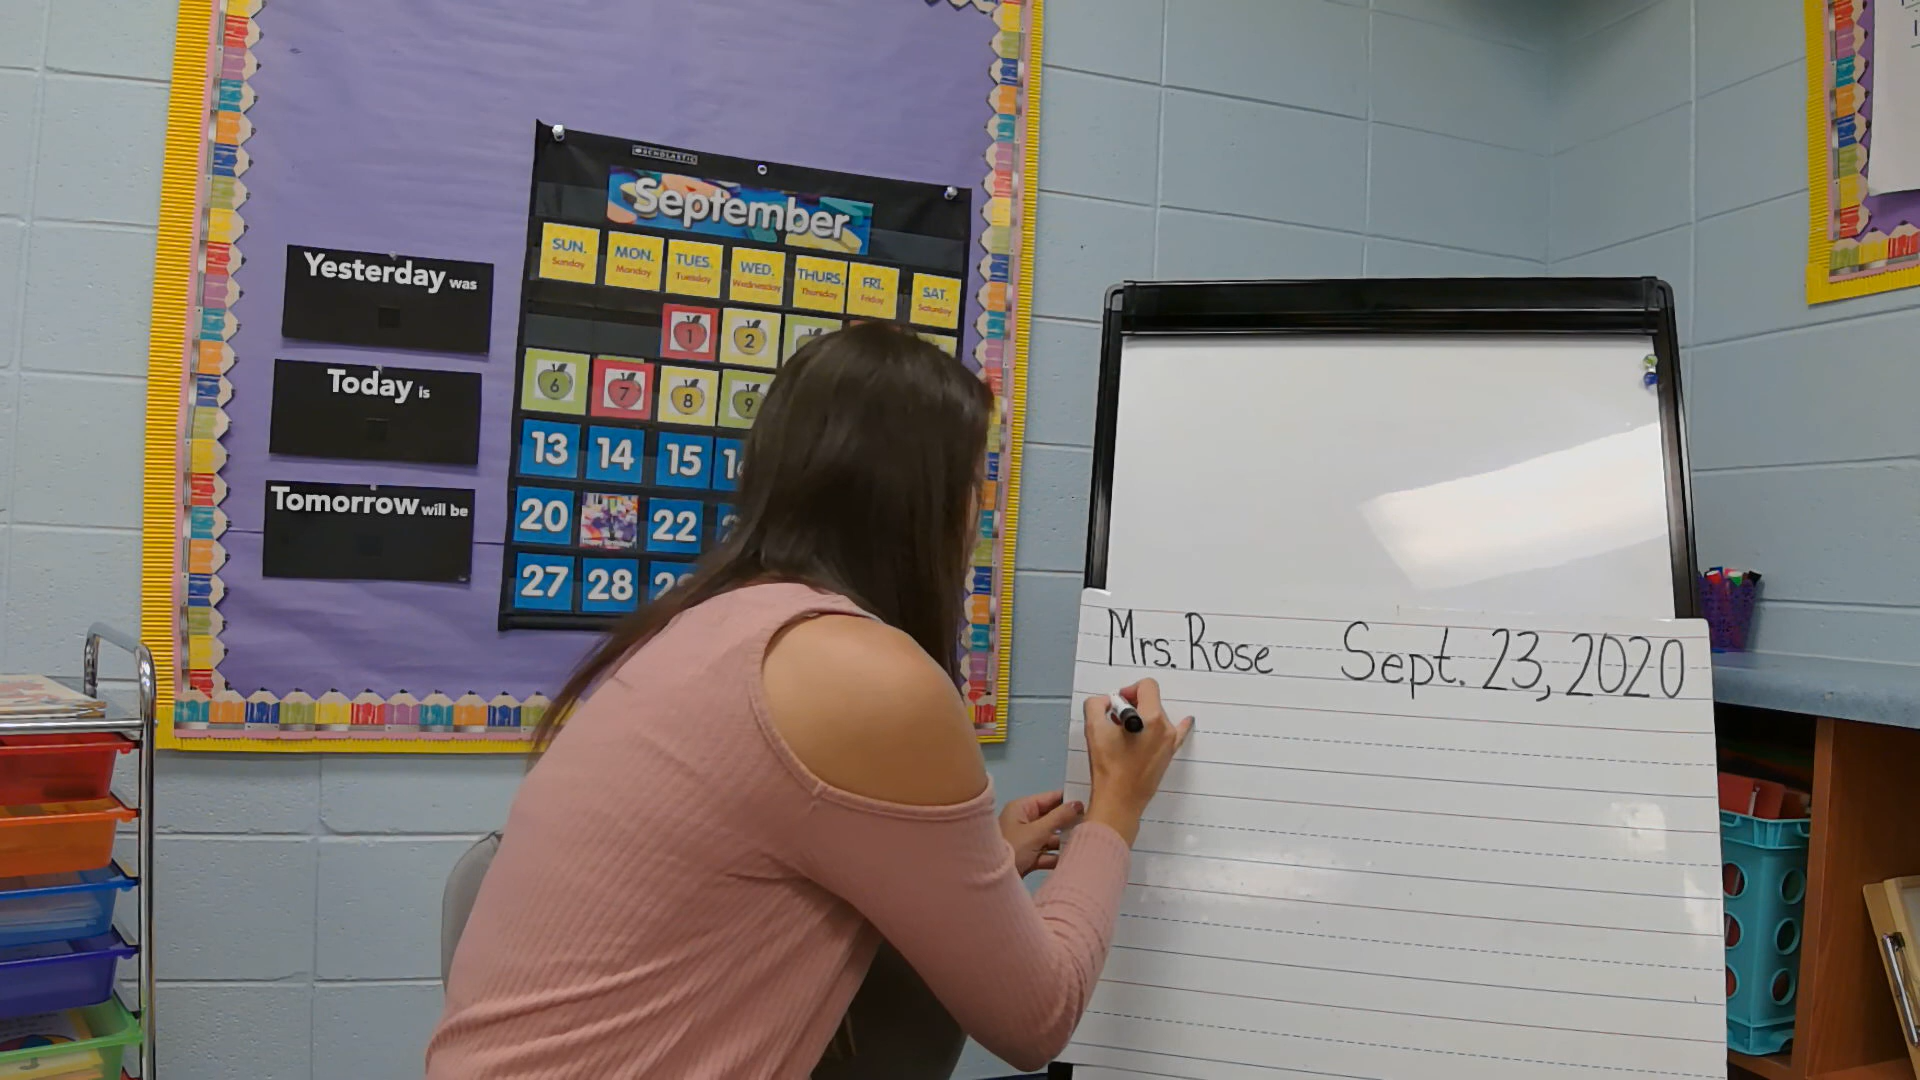 SCHOLASTIC
September
SUN. MON. TUES. WED. THURS. FRI. SAT.
Sunday Monday Tuesday Wednesday Thursday Friday Saturday
1 2
6 7 8 9
13 14 15
20 22
27 28
Yesterday was
Today is
Tomorrow will be
Mrs. Rose Sept. 23, 2020